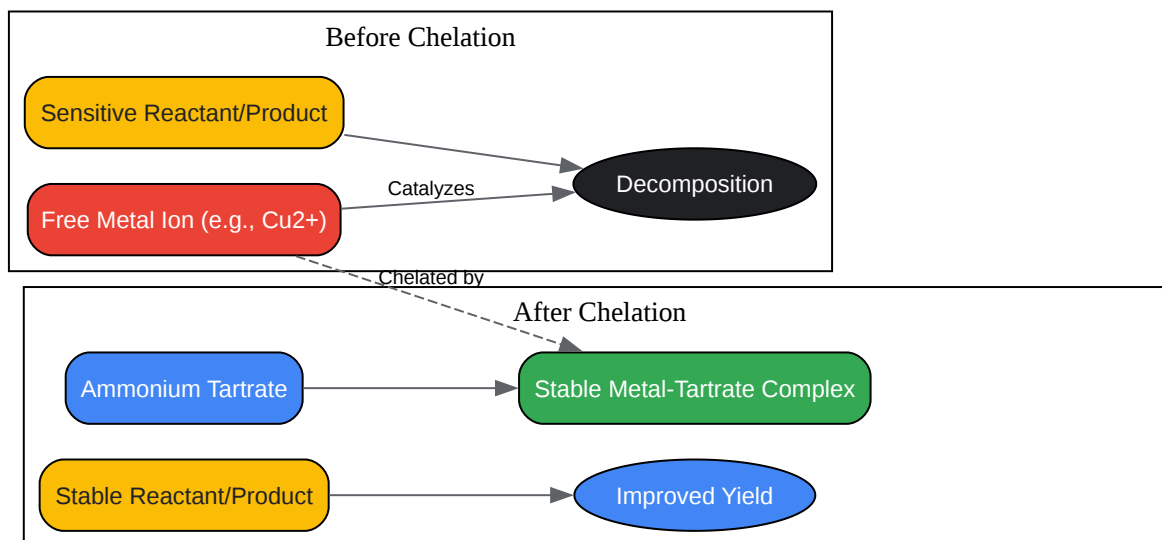 Before Chelation
Sensitive Reactant/Product
Decomposition
Catalyzes
Free Metal Ion (e.g., Cu2+)
Chelated by
After Chelation
Ammonium Tartrate
Stable Metal-Tartrate Complex
Stable Reactant/Product
Improved Yield